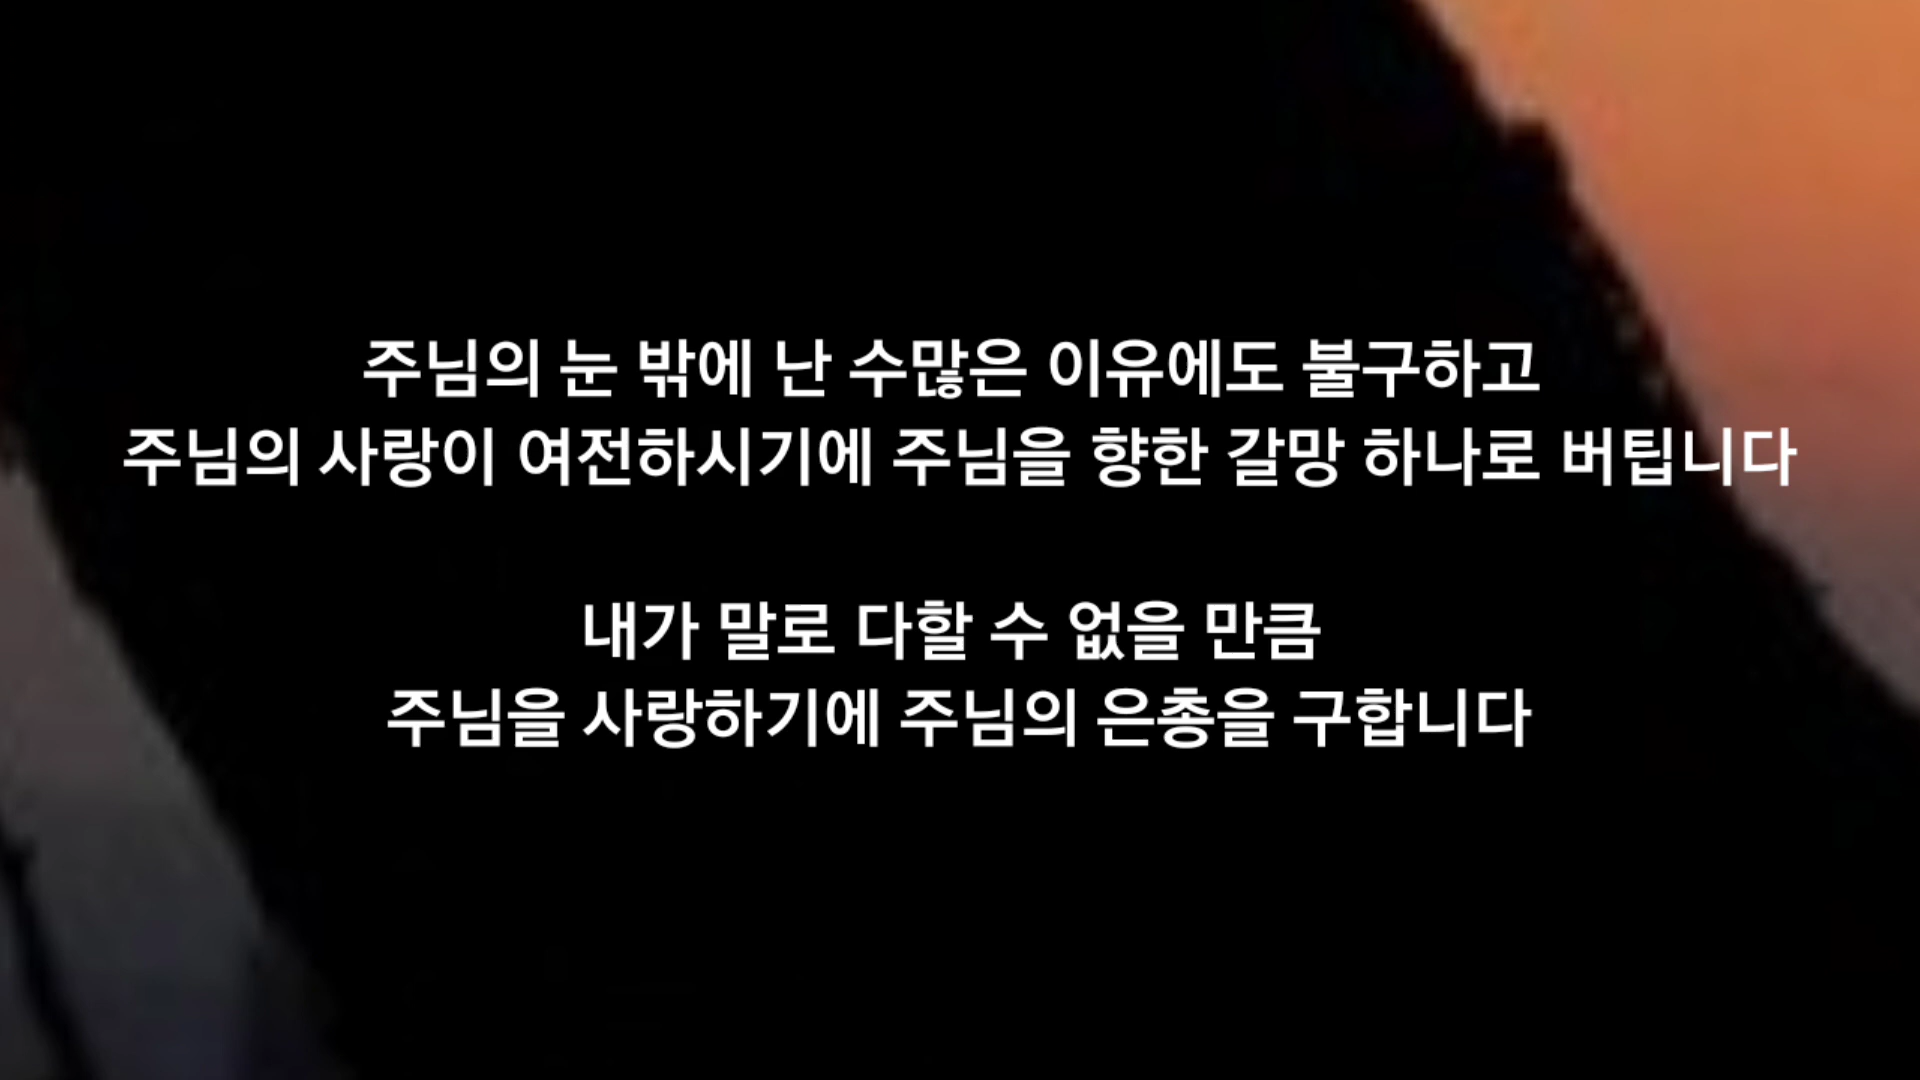 주님의 눈 밖에 난 수많은 이유에도 불구하고
주님의 사랑이 여전하시기에 주님을 향한 갈망 하나로 버팁니다
내가 말로 다할 수 없을 만큼
주님을 사랑하기에 주님의 은총을 구합니다